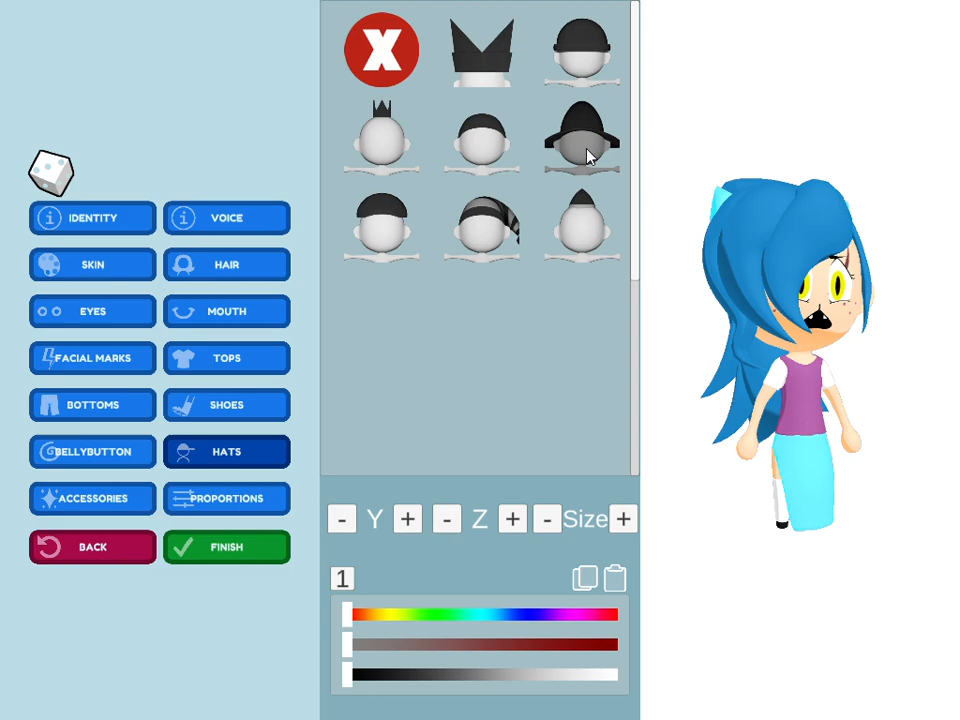 IDENTITY VOICE
SKIN HAIR
EYES MOUTH
FACIAL MARKS TOPS
BOTTOMS SHOES
BELLYBUTTON HATS
ACCESSORIES PROPORTIONS
BACK FINISH
X
- Y + - Z + - Size +
1